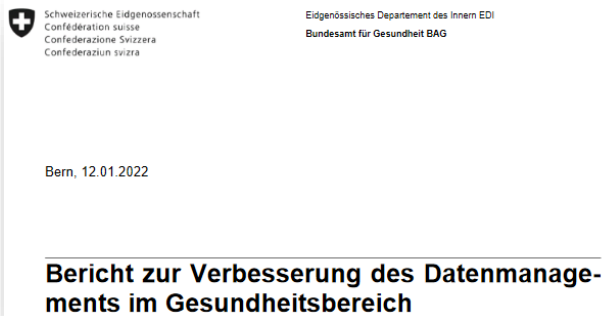 Schweizerische Eidgenossenschaft
Confédération suisse
Confederazione Svizzera
Confederaziun svizra
Eidgenössisches Departement des Innern EDI
Bundesamt für Gesundheit BAG
Bern, 12.01.2022
Bericht zur Verbesserung des Datenmanage-
ments im Gesundheitsbereich